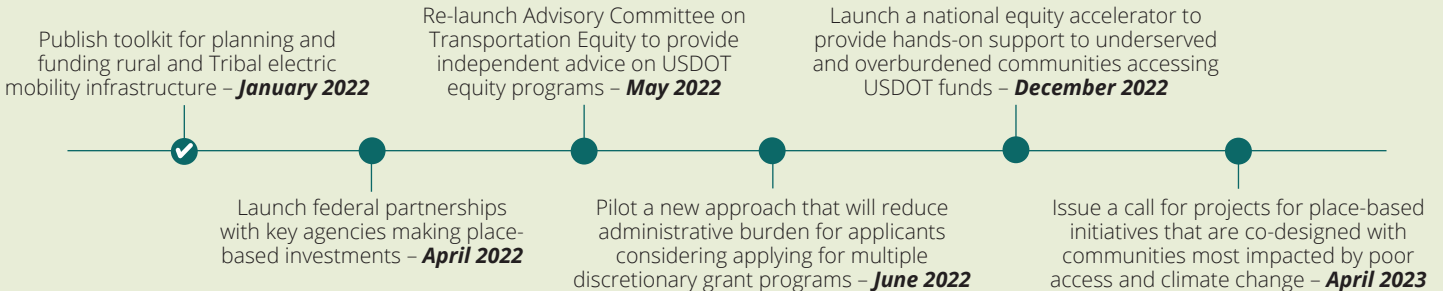 Publish toolkit for planning and
funding rural and Tribal electric
mobility infrastructure – January 2022
Launch federal partnerships
with key agencies making place-
based investments – April 2022
Re-launch Advisory Committee on
Transportation Equity to provide
independent advice on USDOT
equity programs – May 2022
Pilot a new approach that will reduce
administrative burden for applicants
considering applying for multiple
discretionary grant programs – June 2022
Launch a national equity accelerator to
provide hands-on support to underserved
and overburdened communities accessing
USDOT funds – December 2022
Issue a call for projects for place-based
initiatives that are co-designed with
communities most impacted by poor
access and climate change – April 2023